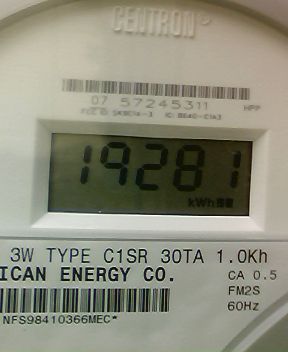 CENTRON
07 57245311 HPP
19281
kWh
3W TYPE C1SR 30TA 1.0Kh
ICAN ENERGY CO. CA 0.5
FM2S
60Hz
NFS98410366MEC*